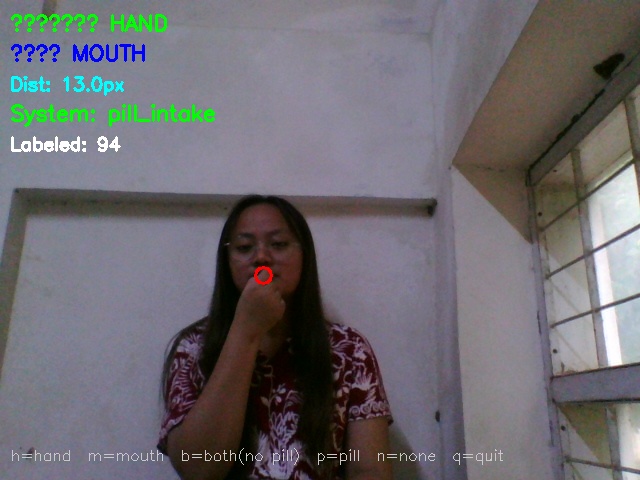 ??????? HAND
???? MOUTH
Dist: 13.0px
System: pill_intake
Labeled: 94
h=hand m=mouth b=both(no pill) p=pill n=none q=quit